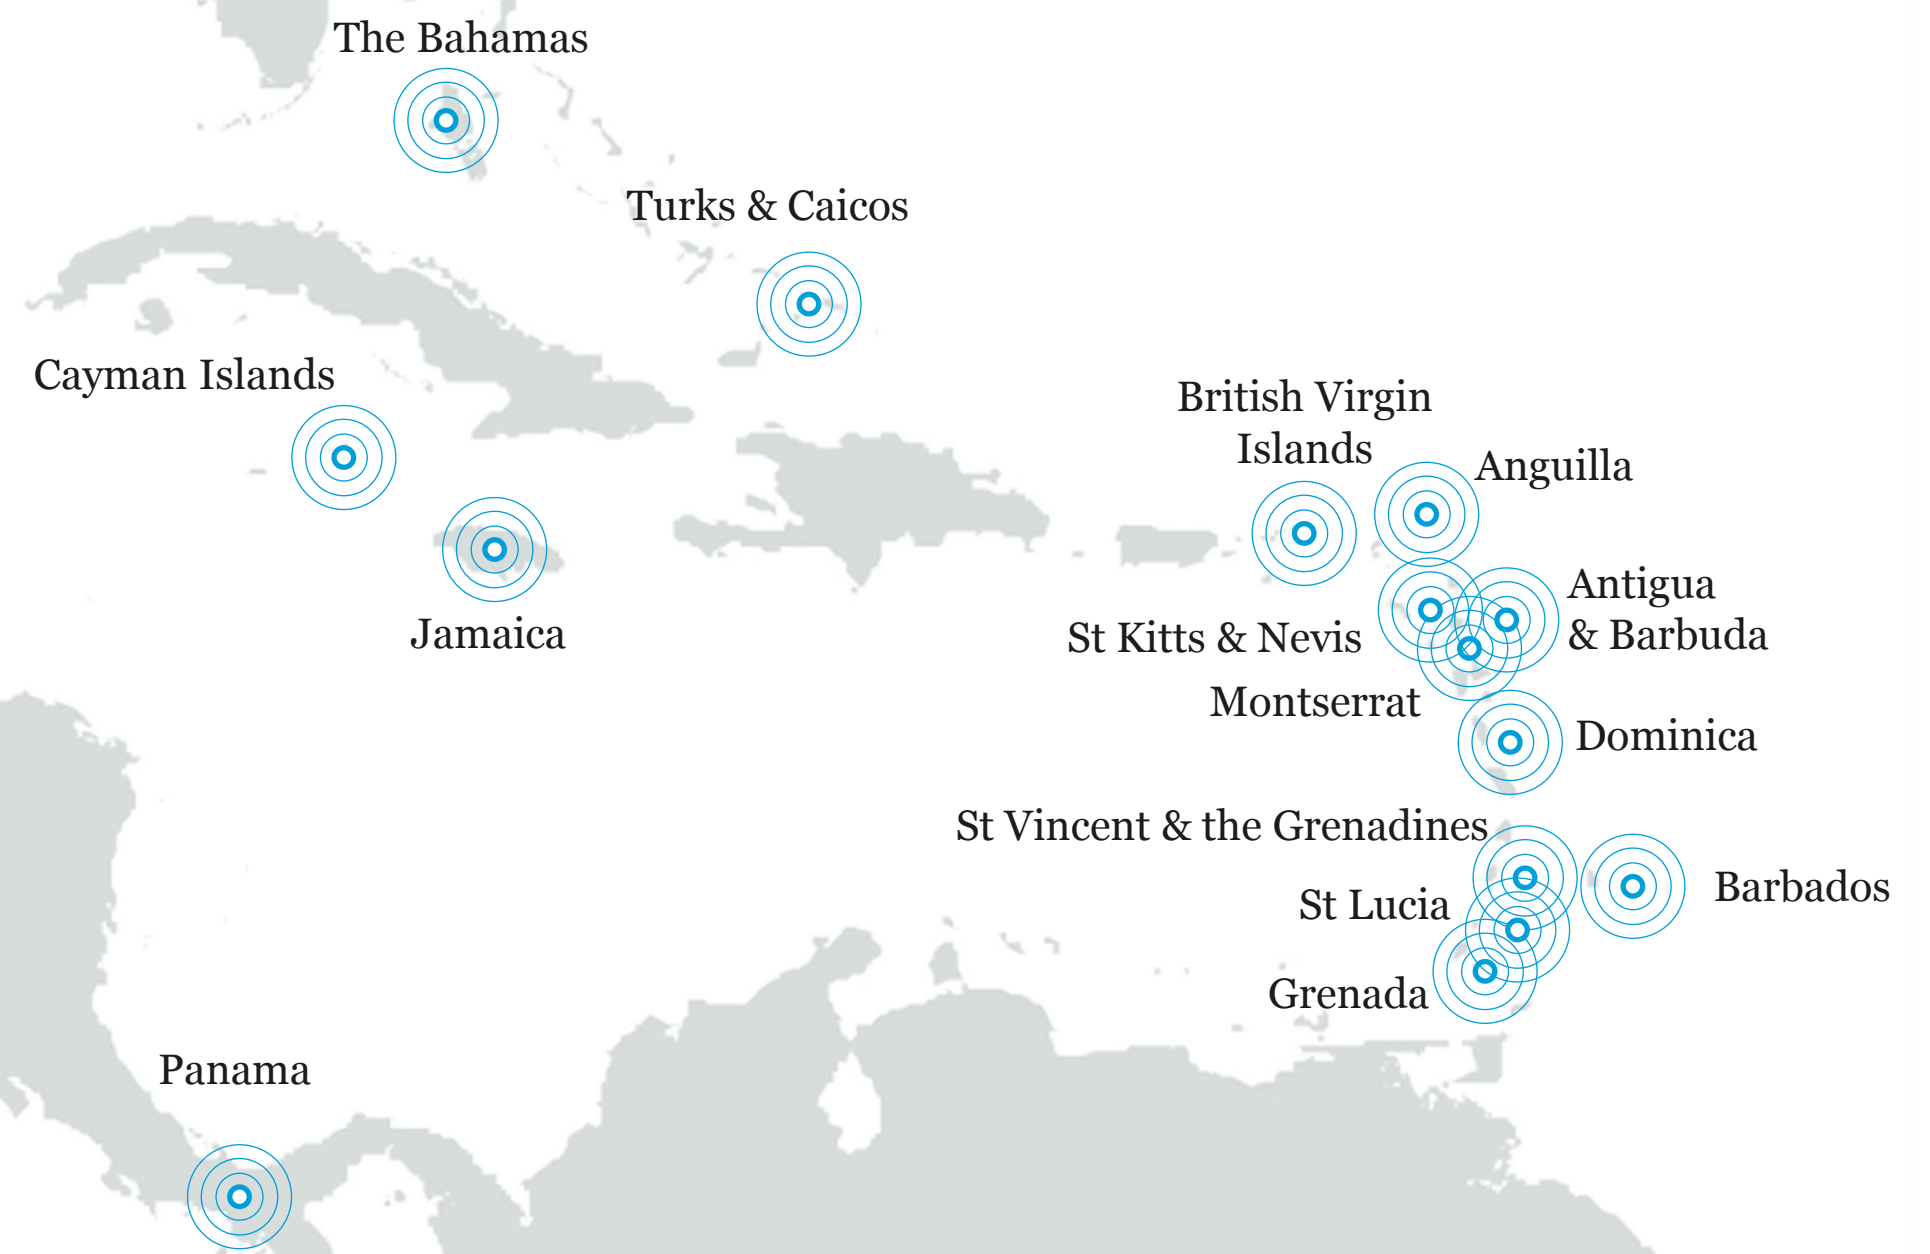 The Bahamas
Turks & Caicos
Cayman Islands
British Virgin
Islands
Anguilla
Jamaica
Antigua
& Barbuda
St Kitts & Nevis
Montserrat
Dominica
St Vincent & the Grenadines
Barbados
St Lucia
Grenada
Panama